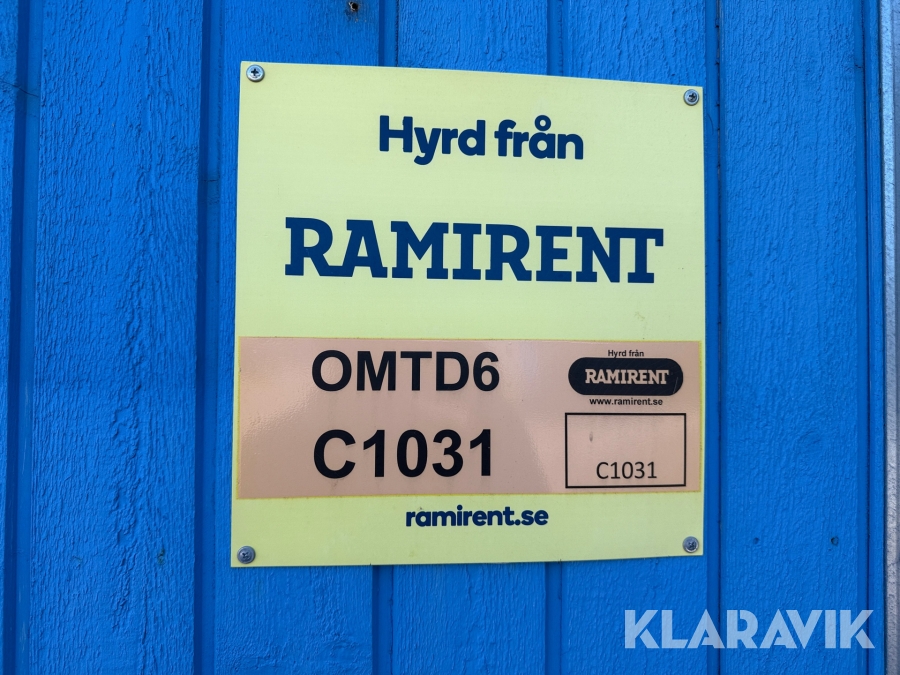 Hyrd från
RAMIRENT
OMTD6
C1031
Hyrd från
RAMIRENT
www.ramirent.se
C1031
ramirent.se
KLARAVIK